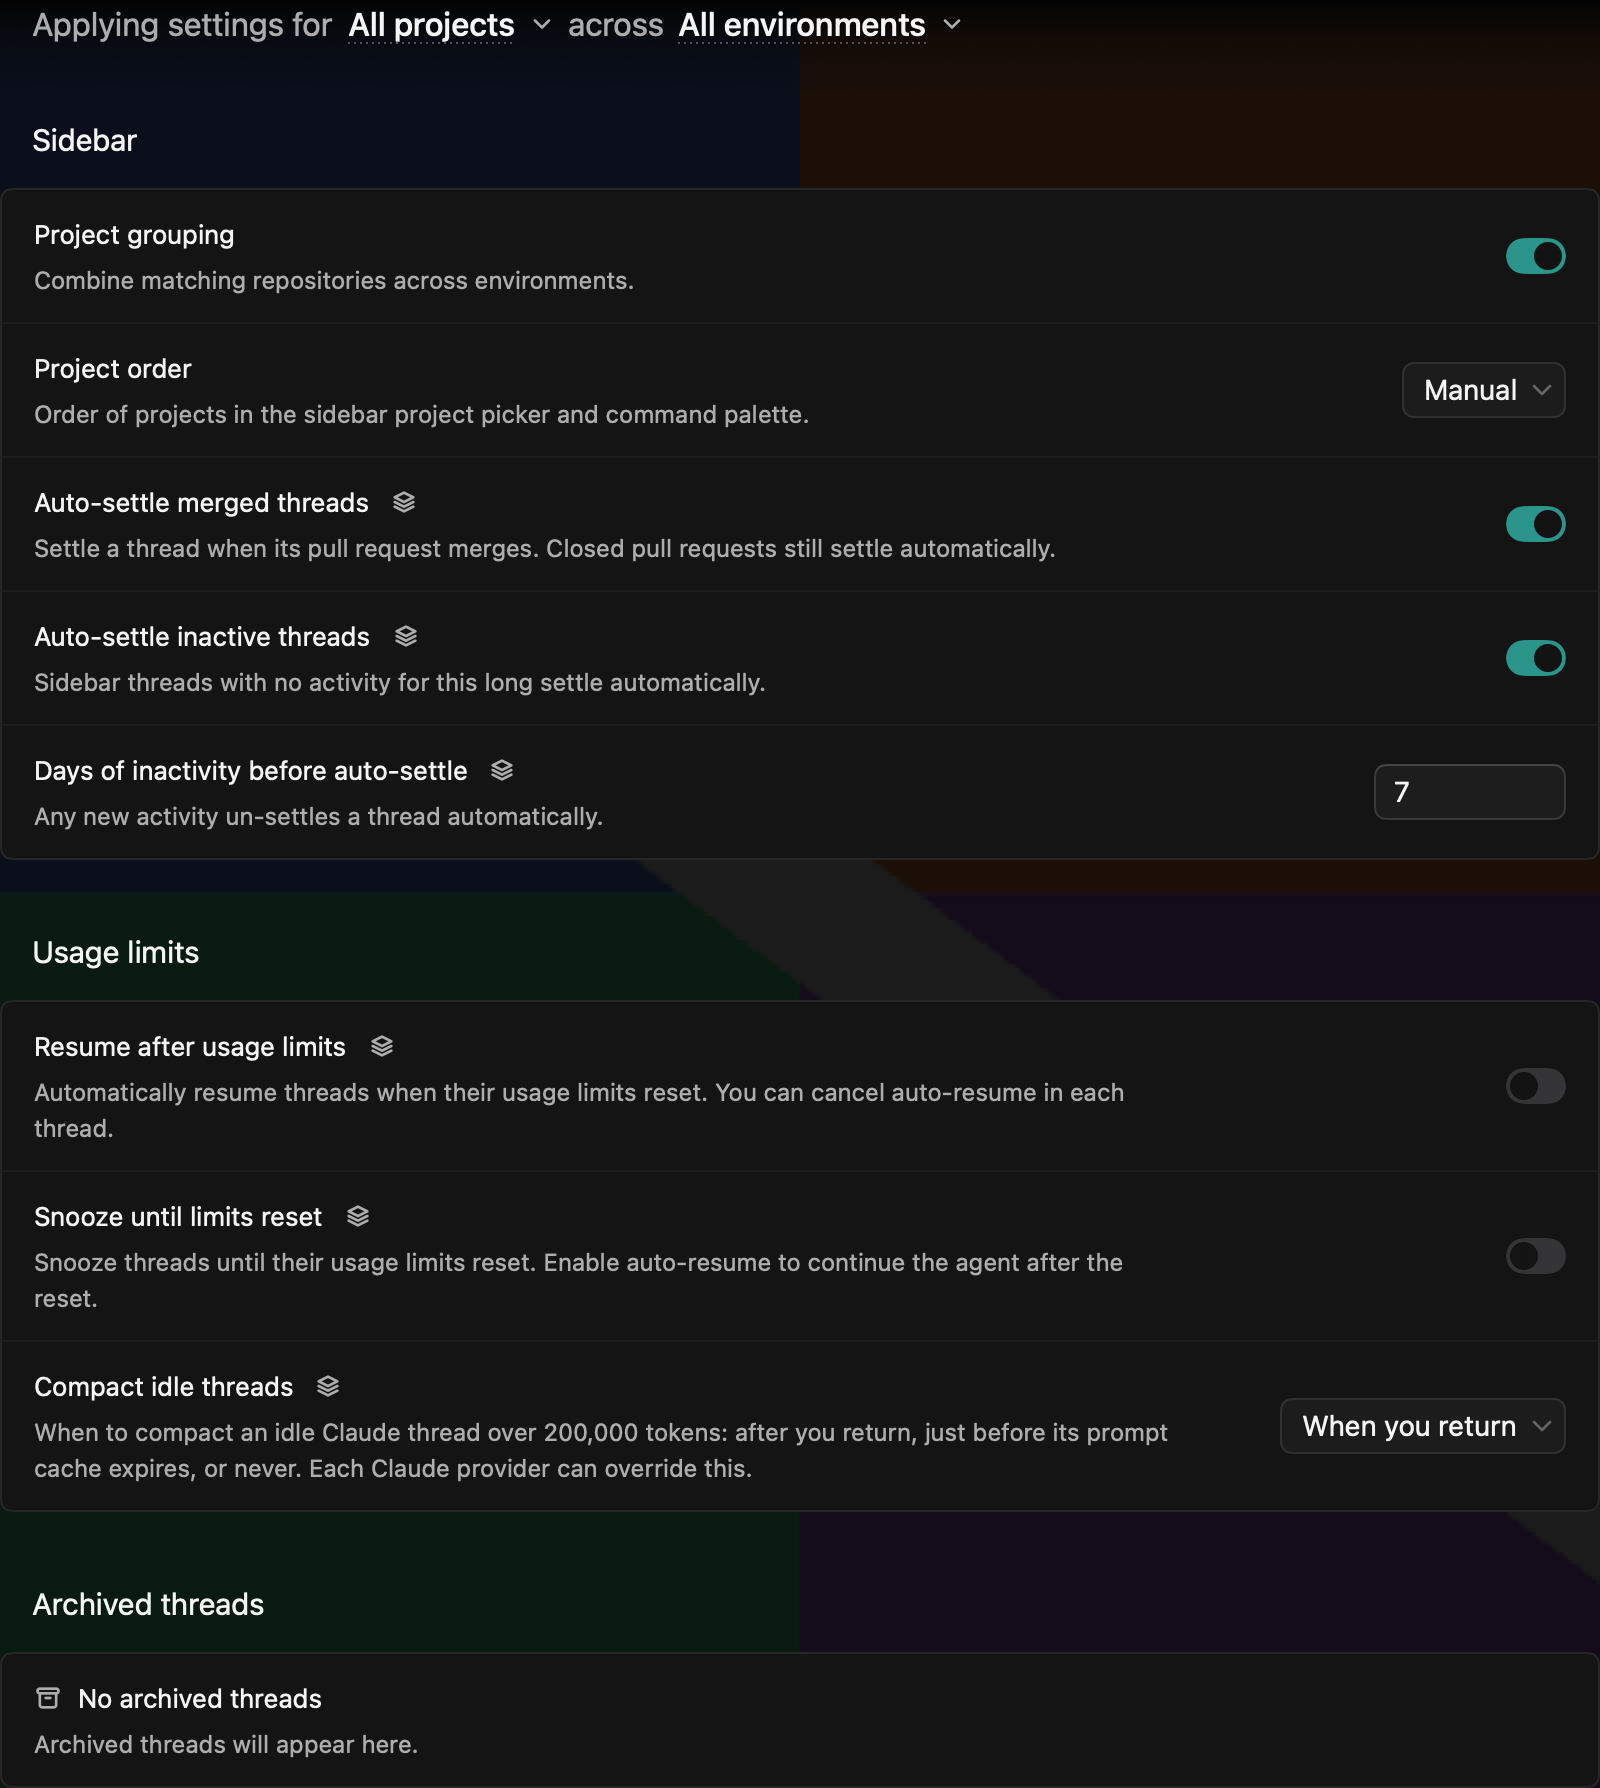 Applying settings for All projects across All environments
Sidebar
Project grouping
Combine matching repositories across environments.
Project order
Order of projects in the sidebar project picker and command palette.
Manual
Auto-settle merged threads
Settle a thread when its pull request merges. Closed pull requests still settle automatically.
Auto-settle inactive threads
Sidebar threads with no activity for this long settle automatically.
Days of inactivity before auto-settle
Any new activity un-settles a thread automatically.
7
Usage limits
Resume after usage limits
Automatically resume threads when their usage limits reset. You can cancel auto-resume in each
thread.
Snooze until limits reset
Snooze threads until their usage limits reset. Enable auto-resume to continue the agent after the
reset.
Compact idle threads
When to compact an idle Claude thread over 200,000 tokens: after you return, just before its prompt
cache expires, or never. Each Claude provider can override this.
When you return
Archived threads
No archived threads
Archived threads will appear here.